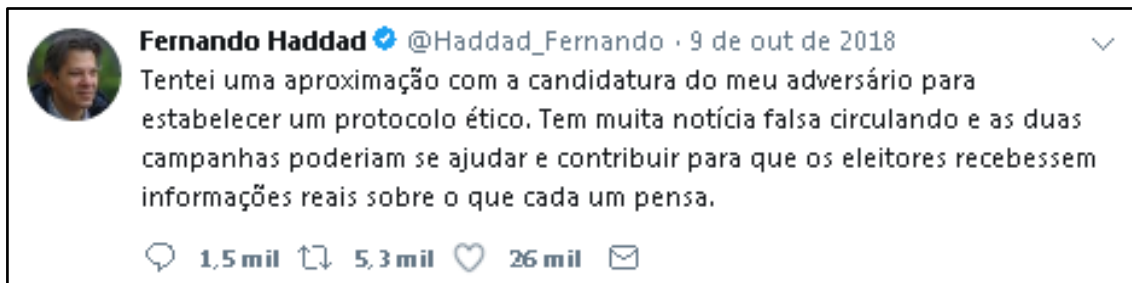 Fernando Haddad @Haddad_Fernando · 9 de out de 2018
Tentei uma aproximação com a candidatura do meu adversário para
estabelecer um protocolo ético. Tem muita notícia falsa circulando e as duas
campanhas poderiam se ajudar e contribuir para que os eleitores recebessem
informações reais sobre o que cada um pensa.
1,5 mil 5,3 mil 26 mil